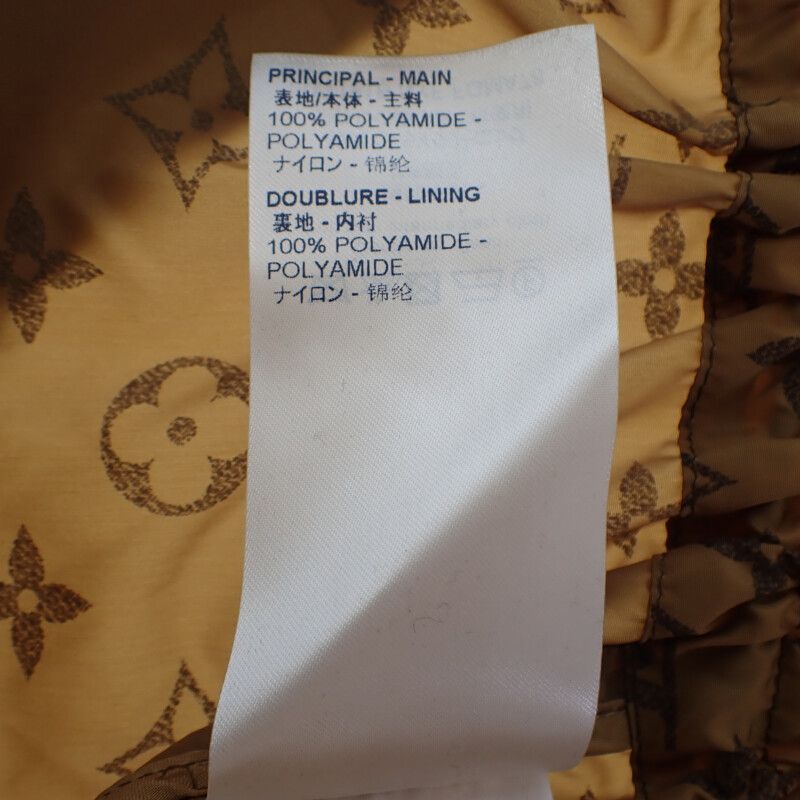 PRINCIPAL - MAIN
表地/本体 - 主料
100% POLYAMIDE -
POLYAMIDE
ナイロン - 锦纶
DOUBLURE - LINING
裏地 - 内衬
100% POLYAMIDE -
POLYAMIDE
ナイロン - 锦纶